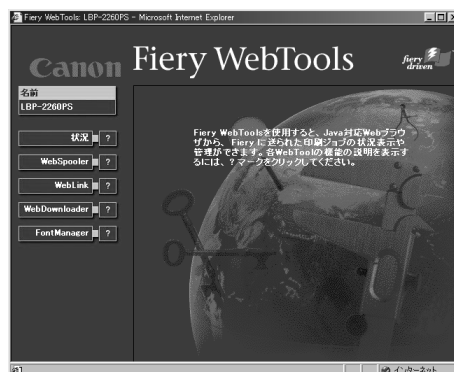 Fiery WebTools: LBP-2260PS - Microsoft Internet Explorer
Canon
Fiery WebTools
fiery driven
名前
LBP-2260PS
状況 ?
WebSpooler ?
WebLink ?
WebDownloader ?
FontManager ?
Fiery WebToolsを使用すると、Java対応Webブラウ
ザから、Fieryに送られた印刷ジョブの状況表示や
管理ができます。各WebToolの機能の説明を表示す
るには、?マークをクリックしてください。
インターネット